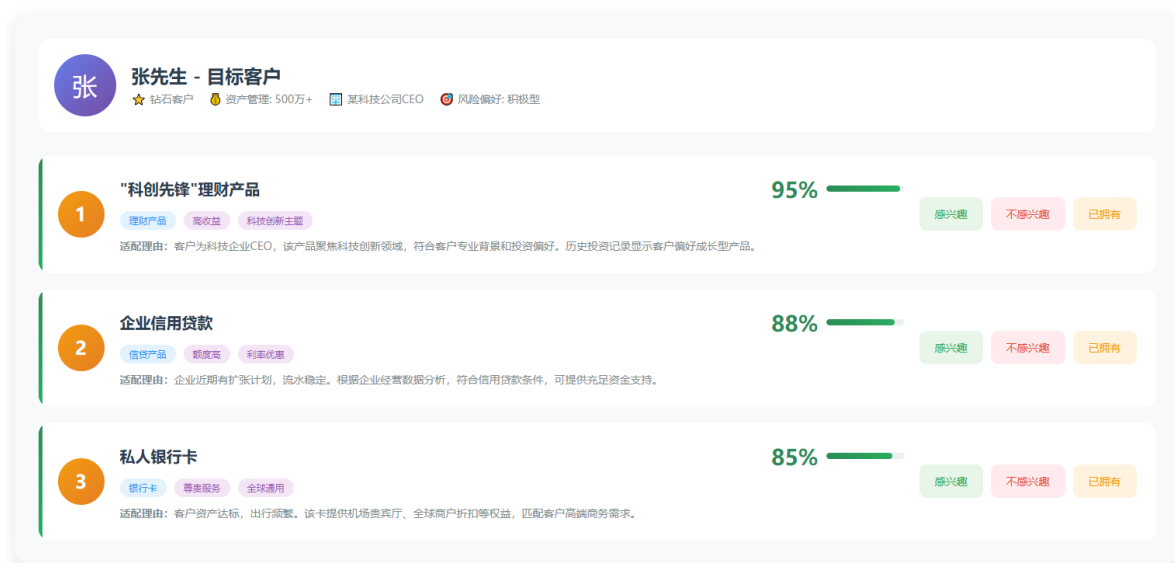 张
张先生 - 目标客户
钻石客户 资产管理: 500万+ 某科技公司CEO 风险偏好: 积极型
1
"科创先锋"理财产品
理财产品 高收益 科技创新主题
适配理由：客户为科技企业CEO，该产品聚焦科技创新领域，符合客户专业背景和投资偏好。历史投资记录显示客户偏好成长型产品。
95%
感兴趣 不感兴趣 已拥有
2
企业信用贷款
信贷产品 额度高 利率优惠
适配理由：企业近期有扩张计划，流水稳定。根据企业经营数据分析，符合信用贷款条件，可提供充足资金支持。
88%
感兴趣 不感兴趣 已拥有
3
私人银行卡
银行卡 尊贵服务 全球通用
适配理由：客户资产达标，出行频繁。该卡提供机场贵宾厅、全球商户折扣等权益，匹配客户高端商务需求。
85%
感兴趣 不感兴趣 已拥有